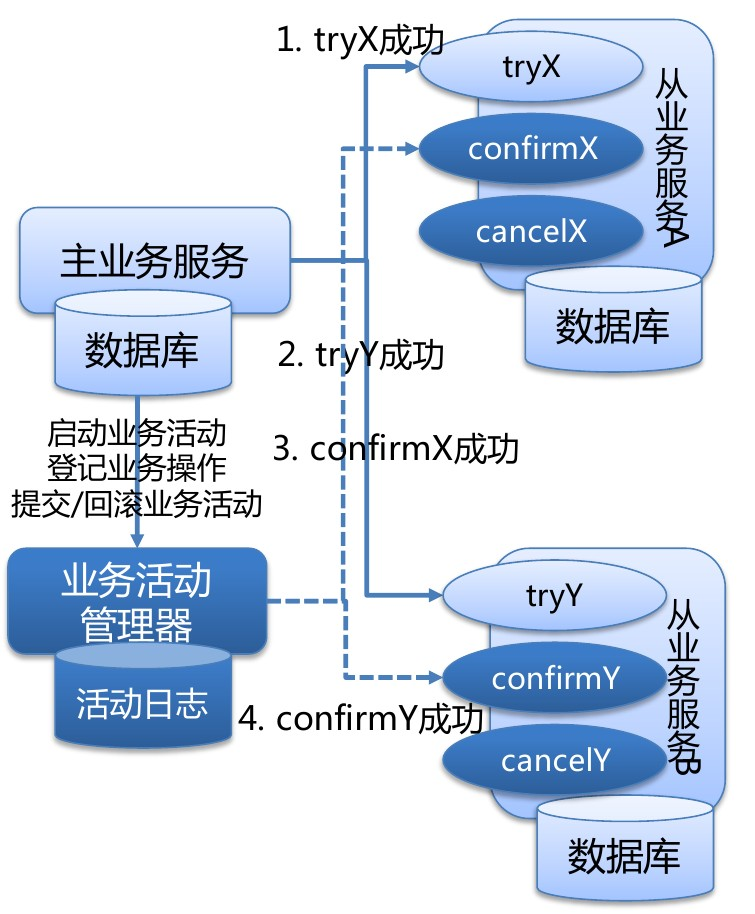 1. tryX成功
tryX
confirmX
cancelX
从业务服务A
数据库
主业务服务
数据库
2. tryY成功
启动业务活动
登记业务操作
提交/回滚业务活动
3. confirmX成功
业务活动
管理器
活动日志
tryY
confirmY
cancelY
从业务服务B
4. confirmY成功
数据库